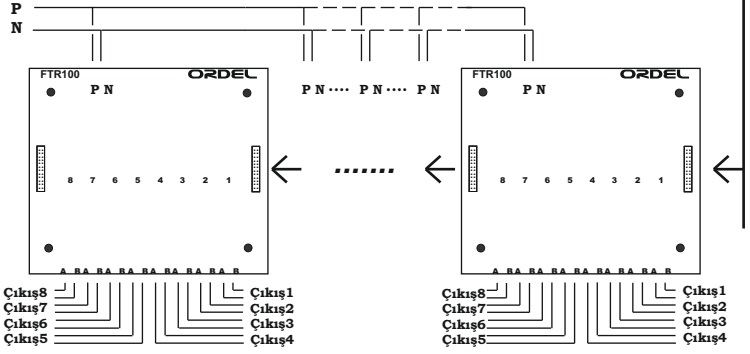 P
N
FTR100 ORDEL
P N
8 7 6 5 4 3 2 1
A B A B A B A B A B A B A B A B
Çıkış8
Çıkış7
Çıkış6
Çıkış5
Çıkış1
Çıkış2
Çıkış3
Çıkış4
P N .... P N .... P N
.......
FTR100 ORDEL
P N
8 7 6 5 4 3 2 1
A B A B A B A B A B A B A B A B
Çıkış8
Çıkış7
Çıkış6
Çıkış5
Çıkış1
Çıkış2
Çıkış3
Çıkış4